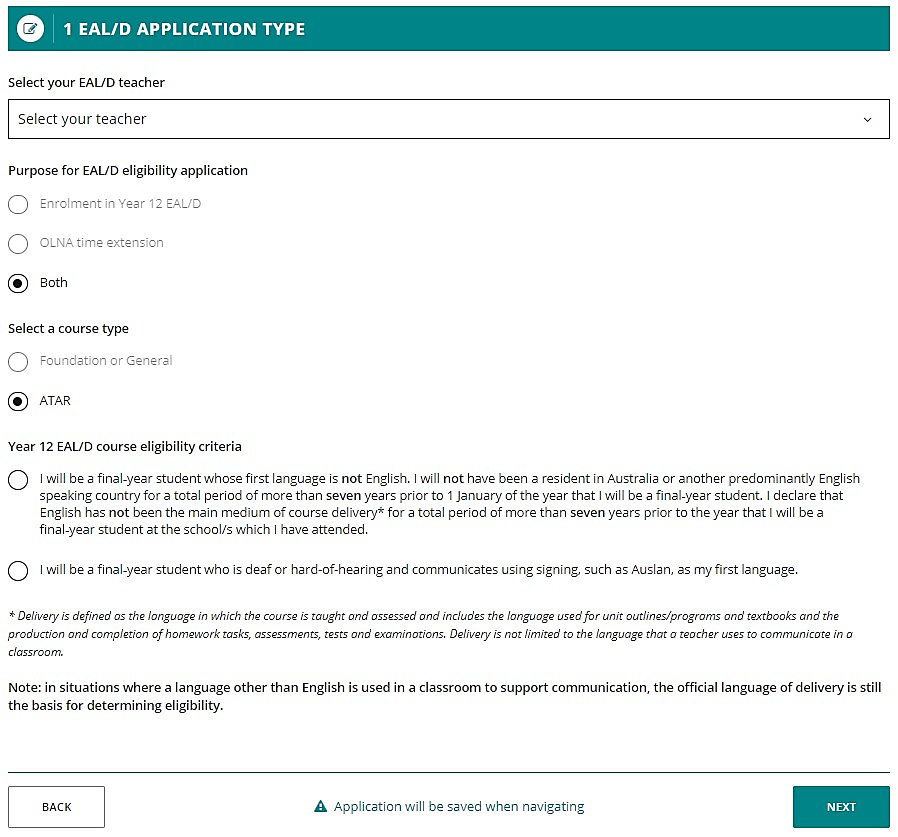 1 EAL/D APPLICATION TYPE
Select your EAL/D teacher
Select your teacher
Purpose for EAL/D eligibility application
Enrolment in Year 12 EAL/D
OLNA time extension
Both
Select a course type
Foundation or General
ATAR
Year 12 EAL/D course eligibility criteria
I will be a final-year student whose first language is not English. I will not have been a resident in Australia or another predominantly English
speaking country for a total period of more than seven years prior to 1 January of the year that I will be a final-year student. I declare that
English has not been the main medium of course delivery* for a total period of more than seven years prior to the year that I will be a
final-year student at the school/s which I have attended.
I will be a final-year student who is deaf or hard-of-hearing and communicates using signing, such as Auslan, as my first language.
* Delivery is defined as the language in which the course is taught and assessed and includes the language used for unit outlines/programs and textbooks and the
production and completion of homework tasks, assessments, tests and examinations. Delivery is not limited to the language that a teacher uses to communicate in a
classroom.
Note: in situations where a language other than English is used in a classroom to support communication, the official language of delivery is still
the basis for determining eligibility.
BACK
Application will be saved when navigating
NEXT